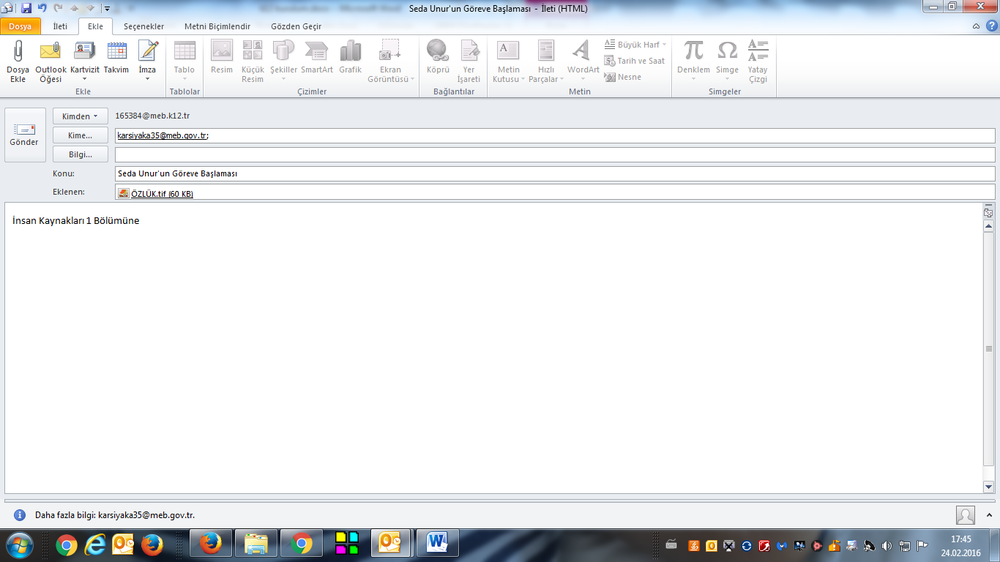 Seda Unur'un Göreve Başlaması - İleti (HTML)
Dosya İleti Ekle Seçenekler Metni Biçimlendir Gözden Geçir
Dosya Ekle
Outlook Öğesi
Kartvizit
Takvim
İmza
Tablo
Resim
Küçük Resim
Şekiller
SmartArt
Grafik
Ekran Görüntüsü
Köprü
Yer İşareti
Metin Kutusu
Hızlı Parçalar
WordArt
Büyük Harf
Tarih ve Saat
Nesne
Denklem
Simge
Yatay Çizgi
Ekle Tablolar Çizimler Bağlantılar Metin Simgeler
Gönder
Kimden 165384@meb.k12.tr
Kime... karsiyaka35@meb.gov.tr;
Bilgi...
Konu: Seda Unur'un Göreve Başlaması
Eklenen: ÖZLÜK.tif (60 KB)
İnsan Kaynakları 1 Bölümüne
Daha fazla bilgi: karsiyaka35@meb.gov.tr.
17:45
24.02.2016